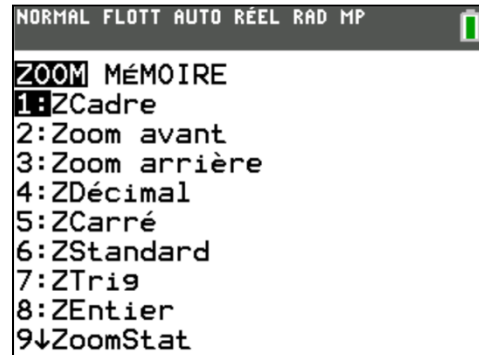 NORMAL FLOTT AUTO RÉEL RAD MP
ZOOM MÉMOIRE
1:ZCadre
2:Zoom avant
3:Zoom arrière
4:ZDécimal
5:ZCarré
6:ZStandard
7:ZTrig
8:ZEntier
9↓ZoomStat